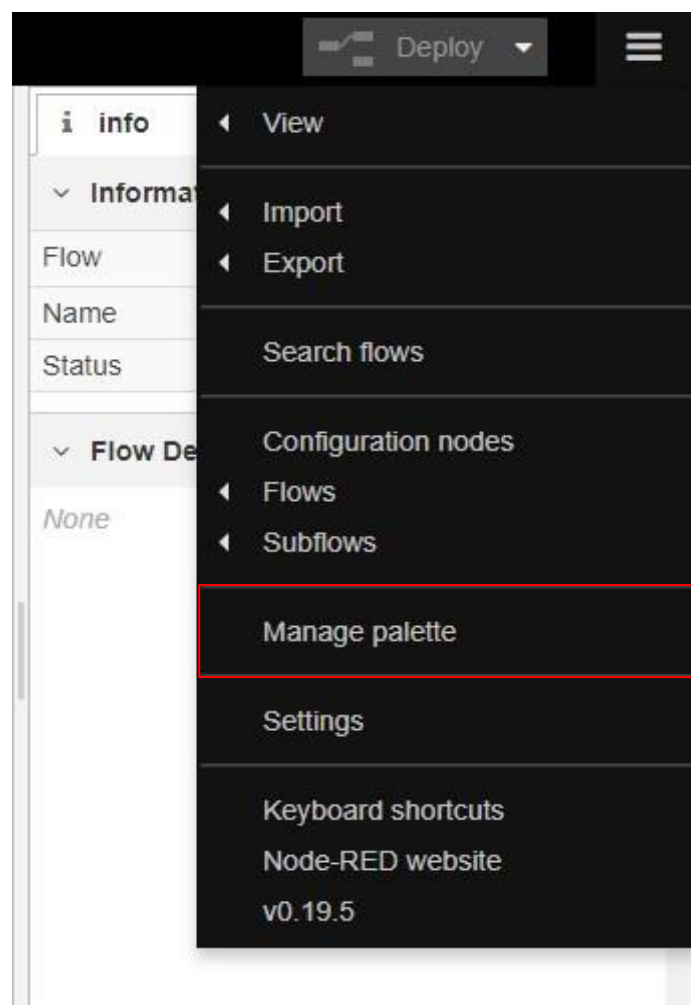 Deploy
info
View
Informat
Import
Flow
Export
Name
Search flows
Status
Configuration nodes
Flow De
Flows
None
Subflows
Manage palette
Settings
Keyboard shortcuts
Node-RED website
v0.19.5